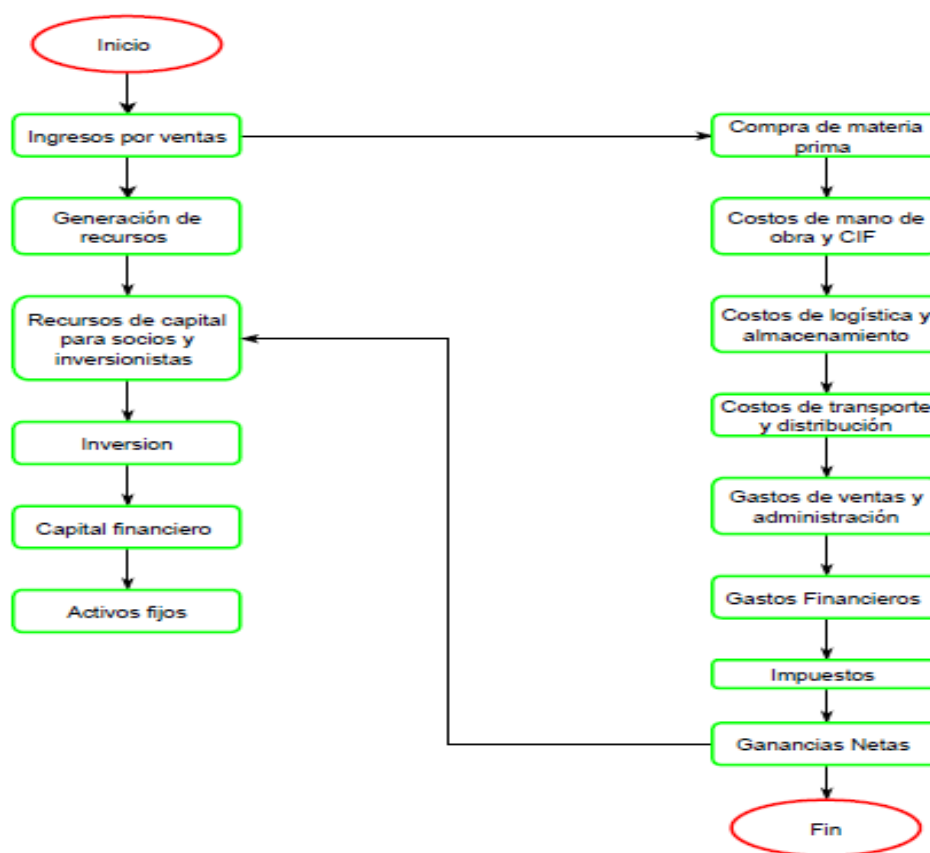 Inicio
Ingresos por ventas
Generación de
recursos
Recursos de capital
para socios y
inversionistas
Inversion
Capital financiero
Activos fijos
Compra de materia
prima
Costos de mano de
obra y CIF
Costos de logística y
almacenamiento
Costos de transporte
y distribución
Gastos de ventas y
administración
Gastos Financieros
Impuestos
Ganancias Netas
Fin